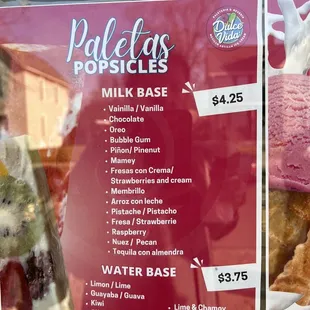 Paletas
POPSICLES
Dulce
Vida
MILK BASE
$4.25
• Vainilla / Vanilla
• Chocolate
• Oreo
• Bubble Gum
• Piñon/ Pinenut
• Mamey
• Fresas con Crema/
Strawberries and cream
• Membrillo
• Arroz con leche
• Pistache / Pistacho
• Fresa / Strawberrie
• Raspberry
• Nuez / Pecan
• Tequila con almendra
WATER BASE
$3.75
• Limon / Lime
• Guayaba / Guava
• Kiwi
• Lime & Chamoy